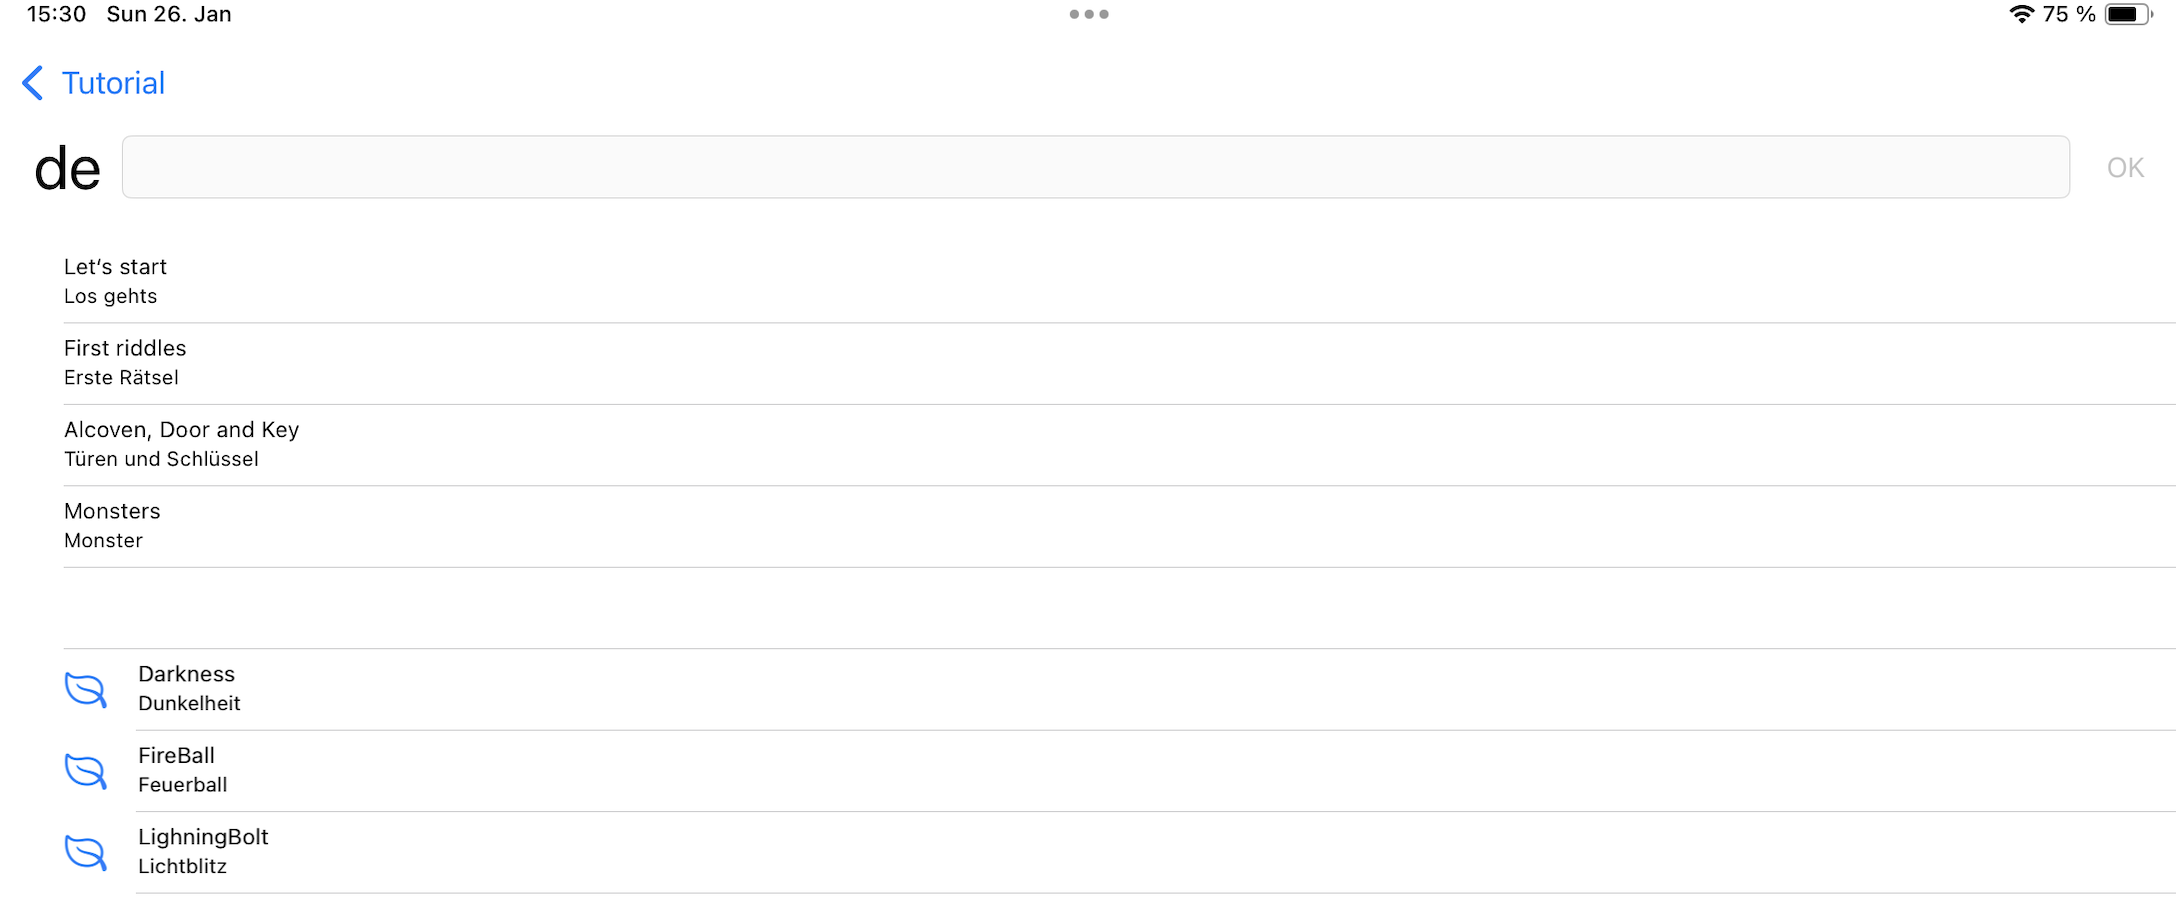 15:30 Sun 26. Jan 75 %
Tutorial
de OK
Let‘s start
Los gehts
First riddles
Erste Rätsel
Alcoven, Door and Key
Türen und Schlüssel
Monsters
Monster
Darkness
Dunkelheit
FireBall
Feuerball
LighningBolt
Lichtblitz